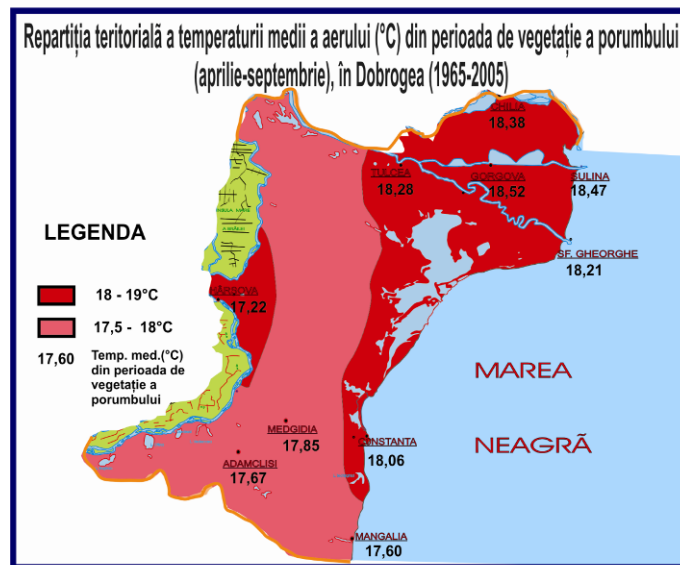 Repartiția teritorială a temperaturii medii a aerului (°C) din perioada de vegetație a porumbului
(aprilie-septembrie), în Dobrogea (1965-2005)
CHILIA
18,38
TULCEA
18,28
GORGOVA
18,52
SULINA
18,47
SF. GHEORGHE
18,21
LEGENDA
18 - 19°C
17,5 - 18°C
17,60 Temp. med.(°C)
din perioada de
vegetație a
porumbului
HÂRSOVA
17,22
MAREA
NEAGRÃ
MEDGIDIA
17,85
ADAMCLISI
17,67
CONSTANTA
18,06
MANGALIA
17,60